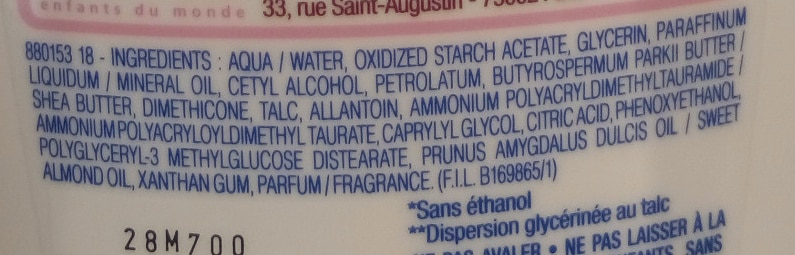 enfants du monde 33, rue Saint-Augustin
880153 18 - INGREDIENTS : AQUA / WATER, OXIDIZED STARCH ACETATE, GLYCERIN, PARAFFINUM
LIQUIDUM / MINERAL OIL, CETYL ALCOHOL, PETROLATUM, BUTYROSPERMUM PARKII BUTTER /
SHEA BUTTER, DIMETHICONE, TALC, ALLANTOIN, AMMONIUM POLYACRYLDIMETHYLTAURAMIDE /
AMMONIUM POLYACRYLOYLDIMETHYL TAURATE, CAPRYLYL GLYCOL, CITRIC ACID, PHENOXYETHANOL,
POLYGLYCERYL-3 METHYLGLUCOSE DISTEARATE, PRUNUS AMYGDALUS DULCIS OIL / SWEET
ALMOND OIL, XANTHAN GUM, PARFUM / FRAGRANCE. (F.I.L. B169865/1)
*Sans éthanol
**Dispersion glycérinée au talc
28M700
AVALER • NE PAS LAISSER À LA
SANS